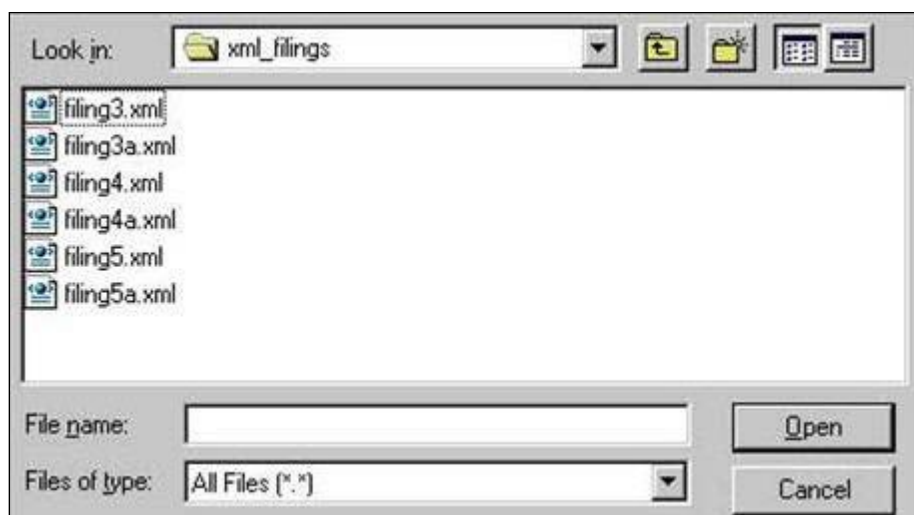 Look in: xml_filings
filing3.xml
filing3a.xml
filing4.xml
filing4a.xml
filing5.xml
filing5a.xml
File name: Open
Files of type: All Files (*.*) Cancel